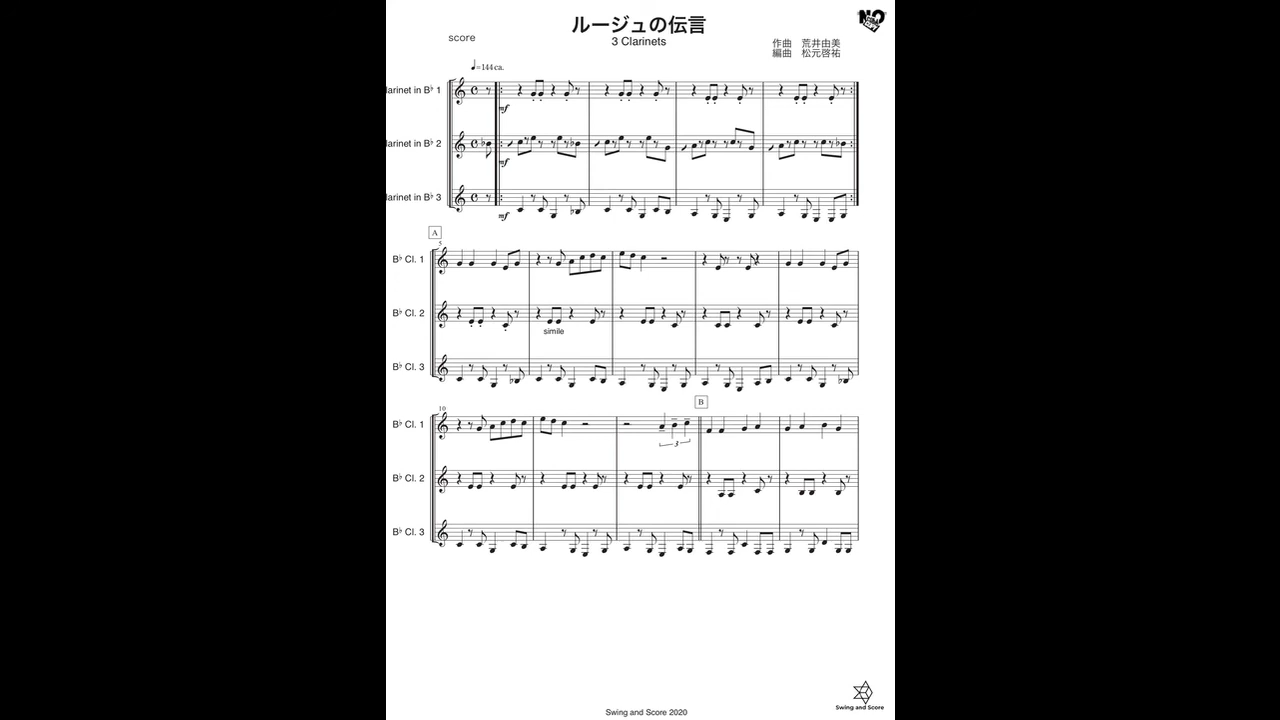 ルージュの伝言
3 Clarinets
score
作曲 荒井由美
編曲 松元啓祐
=144 ca.
larinet in B♭ 1
mf
larinet in B♭ 2
mf
larinet in B♭ 3
mf
A
5
B♭ Cl. 1
B♭ Cl. 2
simile
B♭ Cl. 3
10
B
B♭ Cl. 1
3
B♭ Cl. 2
B♭ Cl. 3
Swing and Score
Swing and Score 2020